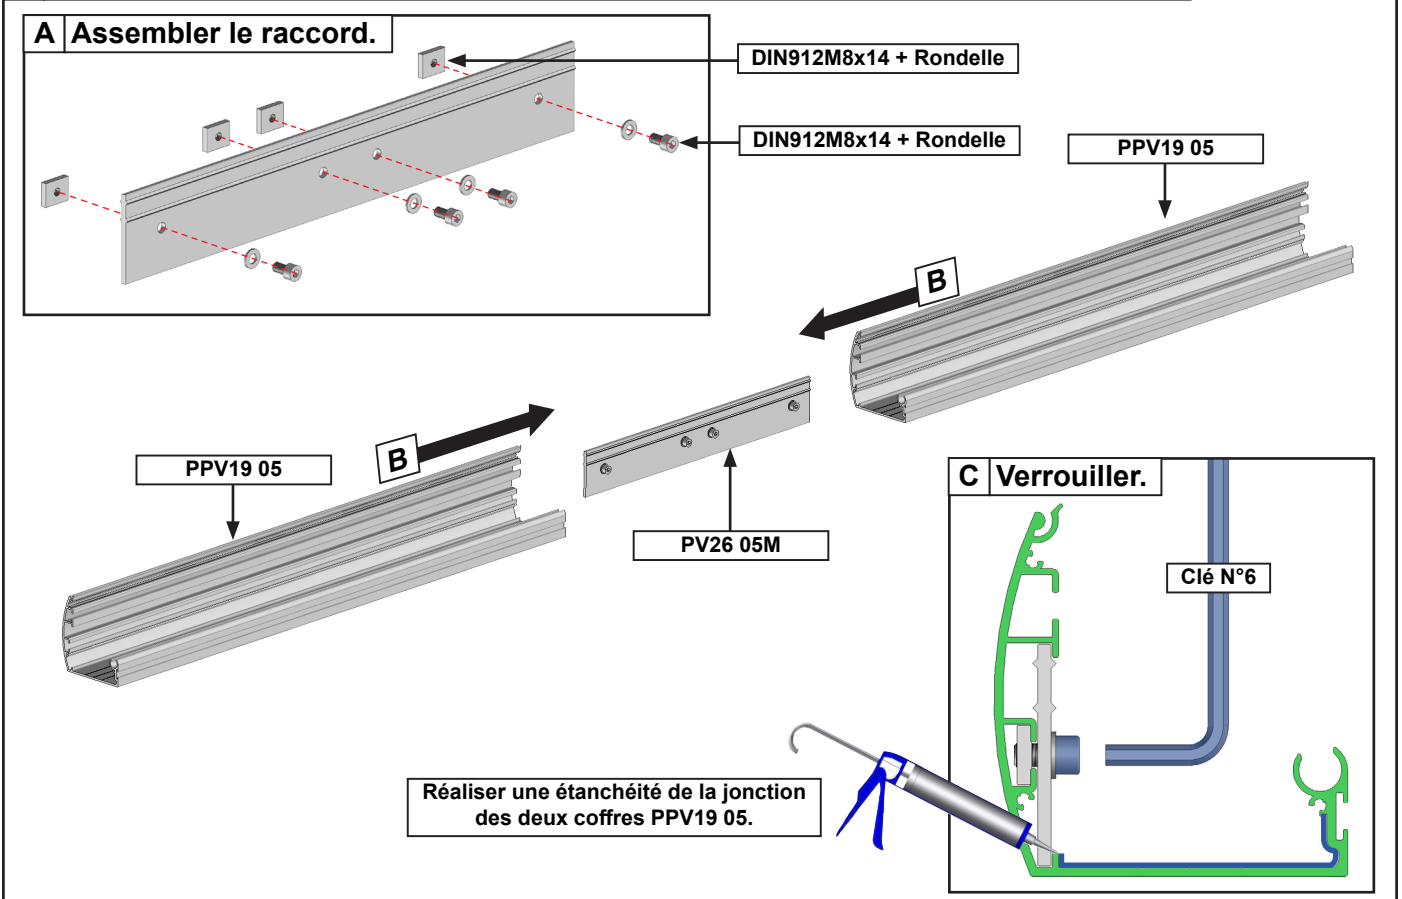 A Assembler le raccord.
DIN912M8x14 + Rondelle
DIN912M8x14 + Rondelle
PPV19 05
B
B
PPV19 05
PV26 05M
C Verrouiller.
Clé N°6
Réaliser une étanchéité de la jonction
des deux coffres PPV19 05.